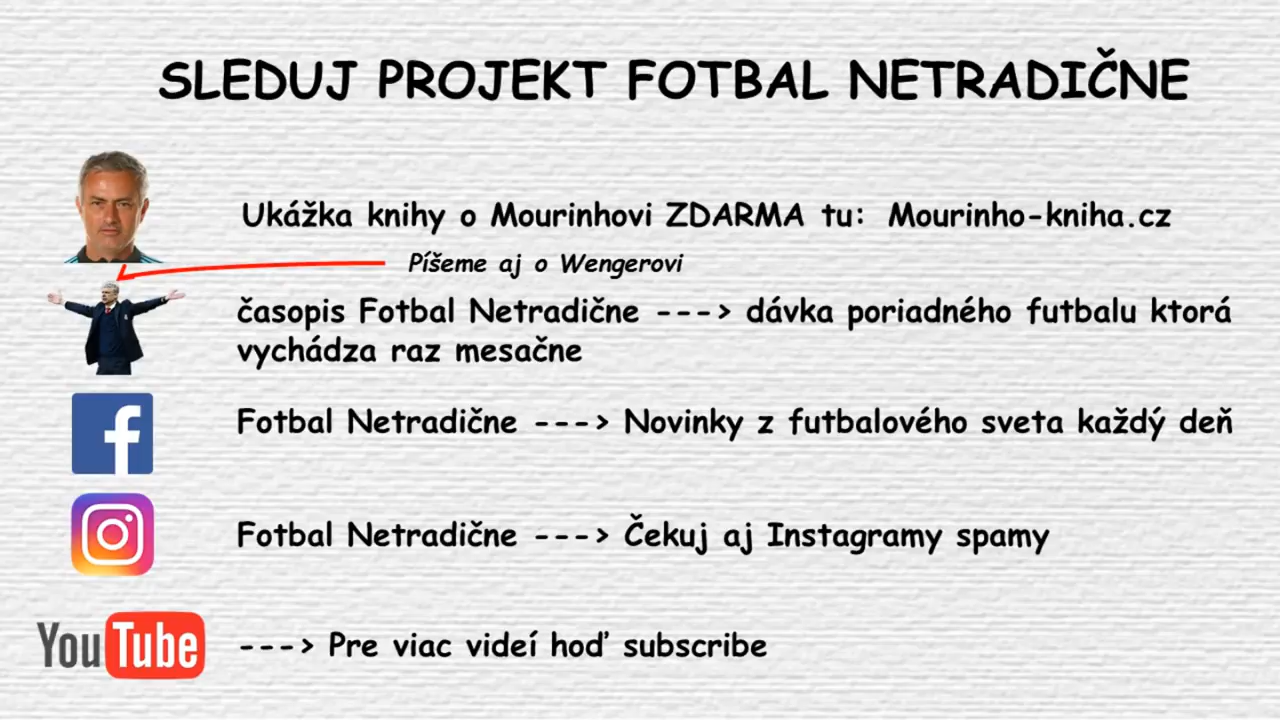 SLEDUJ PROJEKT FOTBAL NETRADIČNE
Ukážka knihy o Mourinhovi ZDARMA tu: Mourinho-kniha.cz
Píšeme aj o Wengerovi
časopis Fotbal Netradične ---> dávka poriadného futbalu ktorá
vychádza raz mesačne
Fotbal Netradične ---> Novinky z futbalového sveta každý deň
Fotbal Netradične ---> Čekuj aj Instagramy spamy
YouTube ---> Pre viac videí hoď subscribe